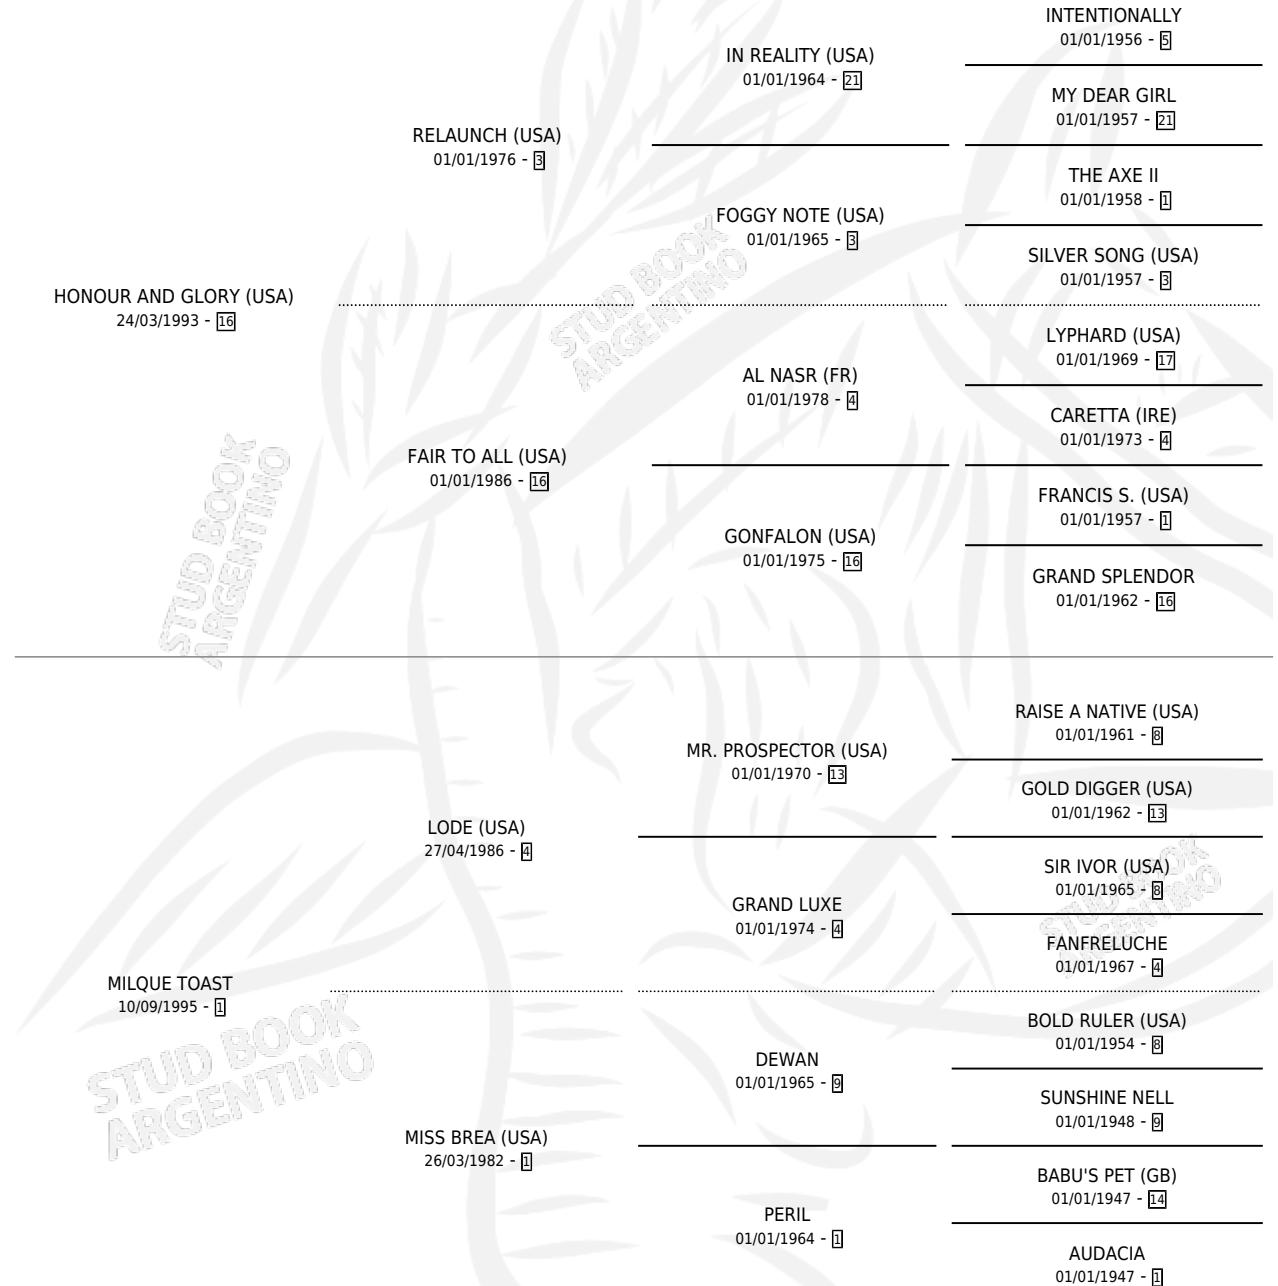 INTENTIONALLY
01/01/1956 - 5
IN REALITY (USA)
01/01/1964 - 21
MY DEAR GIRL
01/01/1957 - 21
RELAUNCH (USA)
01/01/1976 - 3
THE AXE II
01/01/1958 - 1
FOGGY NOTE (USA)
01/01/1965 - 3
SILVER SONG (USA)
01/01/1957 - 3
HONOUR AND GLORY (USA)
24/03/1993 - 16
LYPHARD (USA)
01/01/1969 - 17
AL NASR (FR)
01/01/1978 - 4
CARETTA (IRE)
01/01/1973 - 4
FAIR TO ALL (USA)
01/01/1986 - 16
FRANCIS S. (USA)
01/01/1957 - 1
GONFALON (USA)
01/01/1975 - 16
GRAND SPLENDOR
01/01/1962 - 16
RAISE A NATIVE (USA)
01/01/1961 - 8
MR. PROSPECTOR (USA)
01/01/1970 - 13
GOLD DIGGER (USA)
01/01/1962 - 13
LODE (USA)
27/04/1986 - 4
SIR IVOR (USA)
01/01/1965 - 8
GRAND LUXE
01/01/1974 - 4
FANFRELUCHE
01/01/1967 - 4
MILQUE TOAST
10/09/1995 - 1
BOLD RULER (USA)
01/01/1954 - 8
DEWAN
01/01/1965 - 9
SUNSHINE NELL
01/01/1948 - 9
MISS BREA (USA)
26/03/1982 - 1
BABU'S PET (GB)
01/01/1947 - 14
PERIL
01/01/1964 - 1
AUDACIA
01/01/1947 - 1
STUD BOOK
ARGENTINO
STUD BOOK
ARGENTINO
STUD BOOK
ARGENTINO
STUD BOOK
ARGENTINO